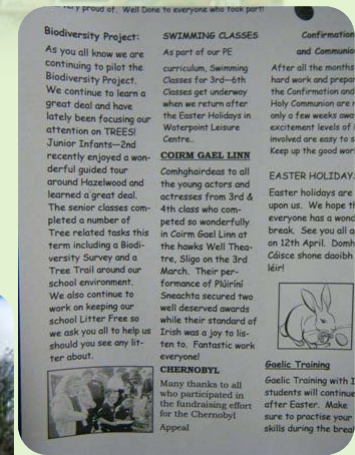 y proud of. Well Done to everyone who took part!
Biodiversity Project:
As you all know we are
continuing to pilot the
Biodiversity Project.
We continue to learn a
great deal and have
lately been focusing our
attention on TREES!
Junior Infants—2nd
recently enjoyed a won-
derful guided tour
around Hazelwood and
learned a great deal.
The senior classes com-
pleted a number of
Tree related tasks this
term including a Biodi-
versity Survey and a
Tree Trail around our
school environment.
We also continue to
work on keeping our
school Litter Free so
we ask you all to help us
should you see any lit-
ter about.
SWIMMING CLASSES
As part of our PE
curriculum, Swimming
Classes for 3rd—6th
Classes get underway
when we return after
the Easter Holidays in
Waterpoint Leisure
Centre..
COIRM GAEL LINN
Comhghairdeas to all
the young actors and
actresses from 3rd &
4th class who com-
peted so wonderfully
in Coirm Gael Linn at
the hawks Well Thea-
tre, Sligo on the 3rd
March. Their per-
formance of Plúiríní
Sneachta secured two
well deserved awards
while their standard of
Irish was a joy to lis-
ten to. Fantastic work
everyone!
CHERNOBYL
Many thanks to all
who participated in
the fundraising effort
for the Chernobyl
Appeal
Confirmation
and Communio
After all the months
hard work and prepar
the Confirmation and
Holy Communion are
only a few weeks awa
excitement levels of
involved are easy to s
Keep up the good wor
EASTER HOLIDAY
Easter holidays are
upon us. We hope th
everyone has a wond
break. See you all a
on 12th April. Domh
Cáisce shone daoibh
léir!
Gaelic Training
Gaelic Training with
students will continue
after Easter. Make
sure to practise your
skills during the brea